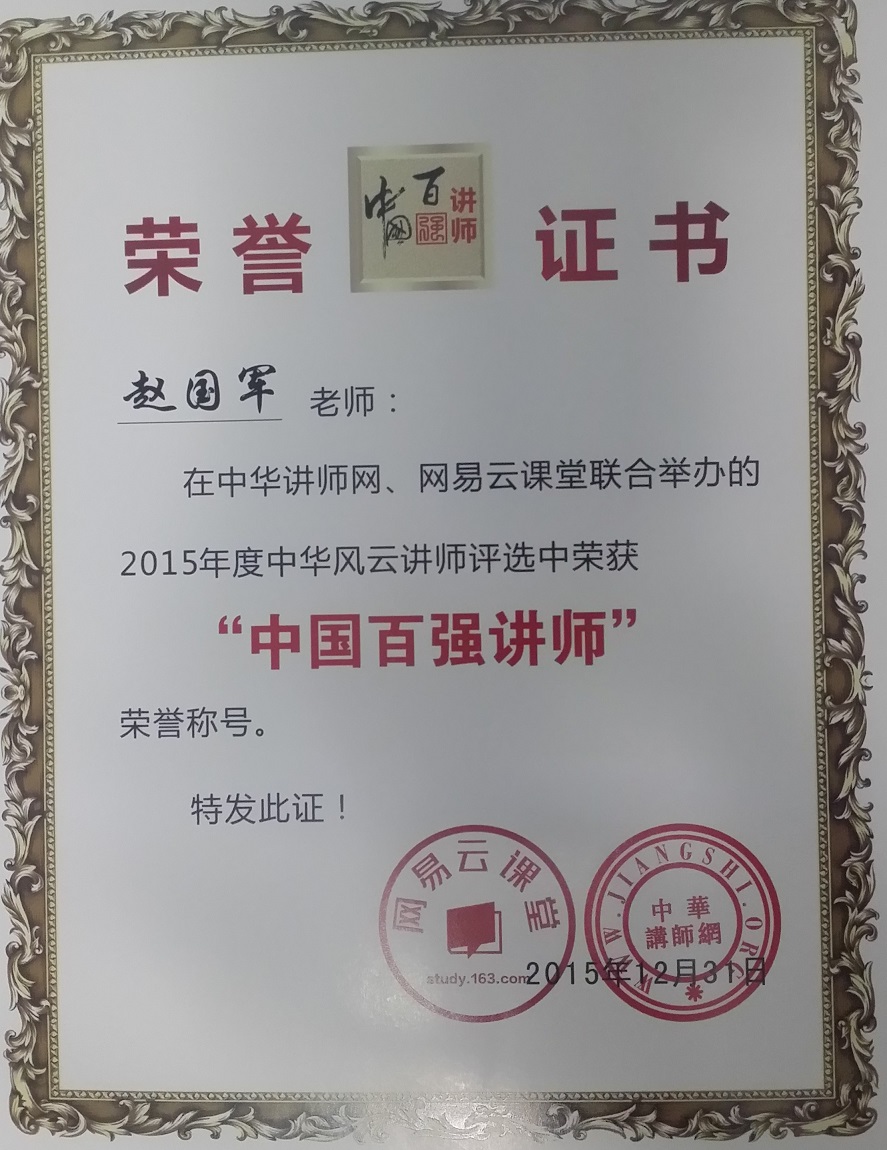 荣誉 中国百强讲师 证书
赵国军 老师：
在中华讲师网、网易云课堂联合举办的
2015年度中华风云讲师评选中荣获
“中国百强讲师”
荣誉称号。
特发此证！
网易云课堂
study.163.com
WWW.JIANGSHI.ORG
中華
講師網
2015年12月31日